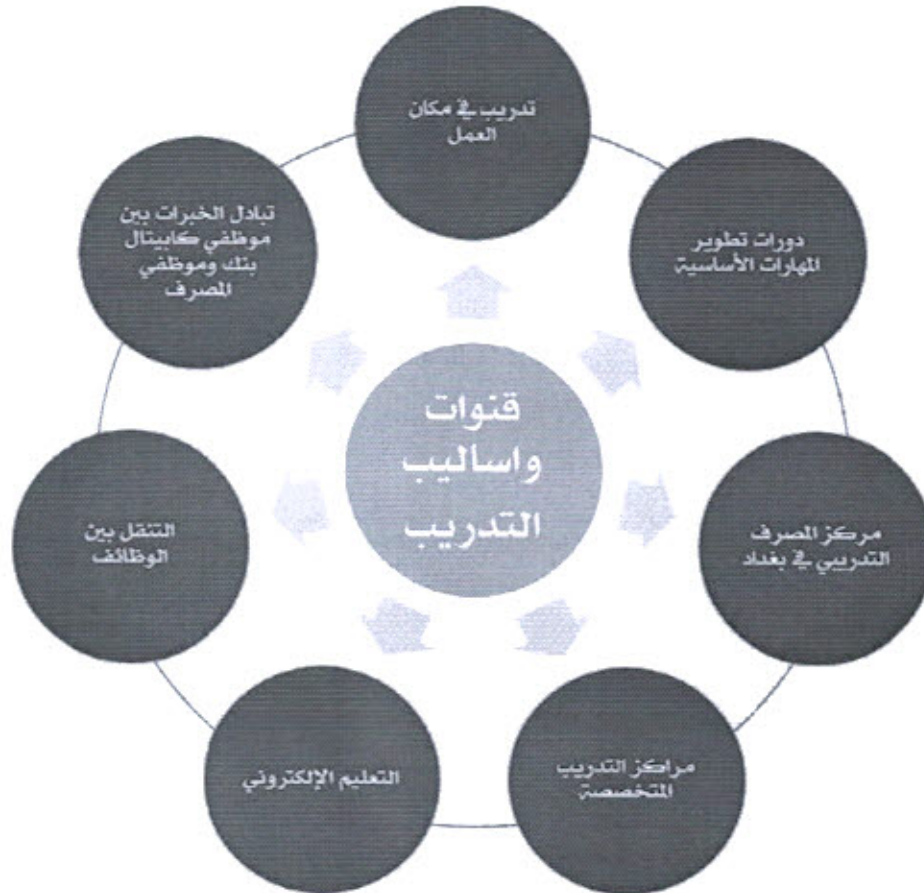 تدريب في مكان
العمل
دورات تطوير
المهارات الأساسية
مركز المصرف
التدريبي في بغداد
مراكز التدريب
المتخصصة
التعليم الإلكتروني
التنقل بين
الوظائف
تبادل الخبرات بين
موظفي كابيتال
بنك وموظفي
المصرف
قنوات
واساليب
التدريب